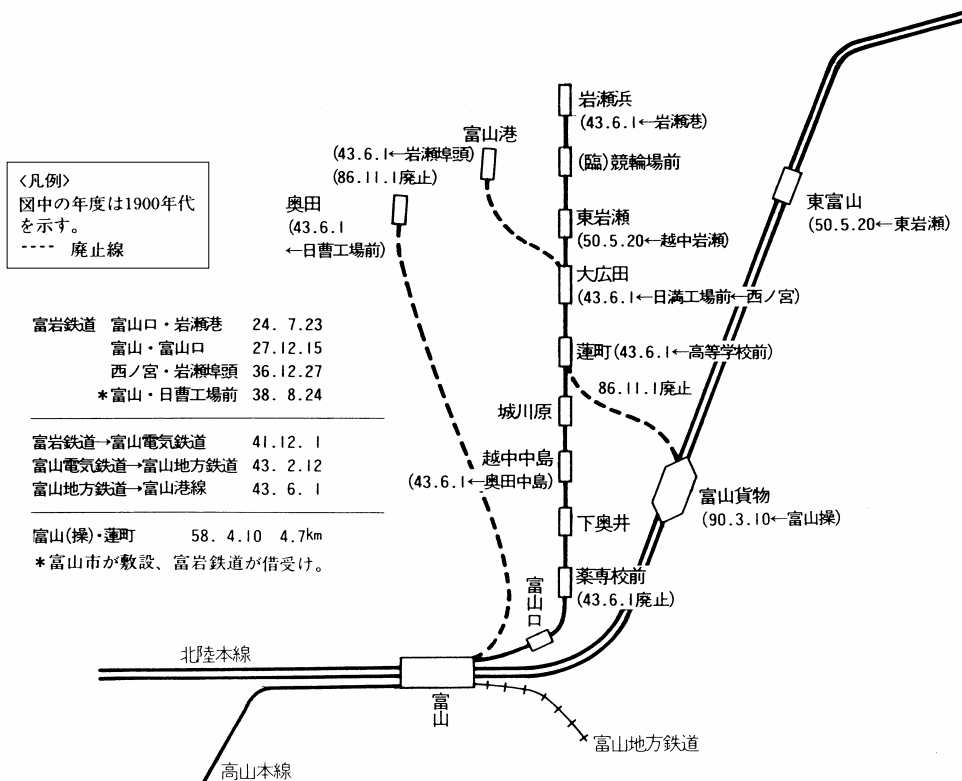 〈凡例〉
図中の年度は1900年代
を示す。
---- 廃止線
富岩鉄道 富山口・岩瀬港 24. 7.23
富山・富山口 27.12.15
西ノ宮・岩瀬埠頭 36.12.27
*富山・日曹工場前 38. 8.24
富岩鉄道→富山電気鉄道 41.12. 1
富山電気鉄道→富山地方鉄道 43. 2.12
富山地方鉄道→富山港線 43. 6. 1
富山(操)・蓮町 58. 4.10 4.7km
*富山市が敷設、富岩鉄道が借受け。
奥田
(43.6.1
←日曹工場前)
富山港
(43.6.1←岩瀬埠頭)
(86.11.1廃止)
岩瀬浜
(43.6.1←岩瀬港)
(臨)競輪場前
東岩瀬
(50.5.20←越中岩瀬)
大広田
(43.6.1←日満工場前←西ノ宮)
蓮町(43.6.1←高等学校前)
86.11.1廃止
城川原
越中中島
(43.6.1←奥田中島)
下奥井
薬専校前
(43.6.1廃止)
富山口
東富山
(50.5.20←東岩瀬)
富山貨物
(90.3.10←富山操)
北陸本線
富山
富山地方鉄道
高山本線